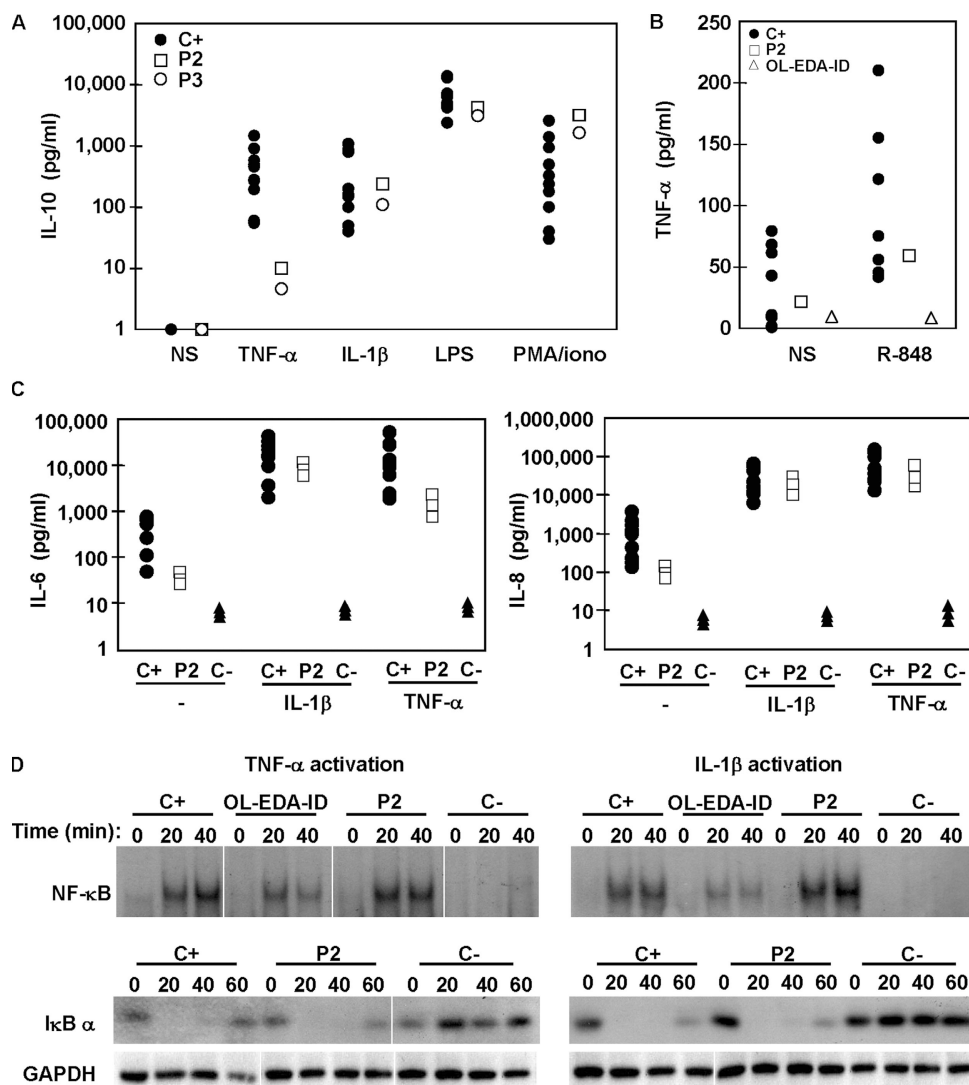 A
100,000
10,000
1,000
100
10
1
IL-10 (pg/ml)
C+
P2
P3
NS TNF-α IL-1β LPS PMA/iono
B
250
200
150
100
50
0
TNF-α (pg/ml)
C+
P2
OL-EDA-ID
NS R-848
C
100,000
10,000
1,000
100
10
1
IL-6 (pg/ml)
C+ P2 C- C+ P2 C- C+ P2 C-
- IL-1β TNF-α
1,000,000
100,000
10,000
1,000
100
10
1
IL-8 (pg/ml)
C+ P2 C- C+ P2 C- C+ P2 C-
- IL-1β TNF-α
D
TNF-α activation
C+ OL-EDA-ID P2 C-
Time (min): 0 20 40 0 20 40 0 20 40 0 20 40
NF-κB
C+ P2 C-
0 20 40 60 0 20 40 60 0 20 40 60
IκB α
GAPDH
IL-1β activation
C+ OL-EDA-ID P2 C-
0 20 40 0 20 40 0 20 40 0 20 40
C+ P2 C-
0 20 40 60 0 20 40 60 0 20 40 60